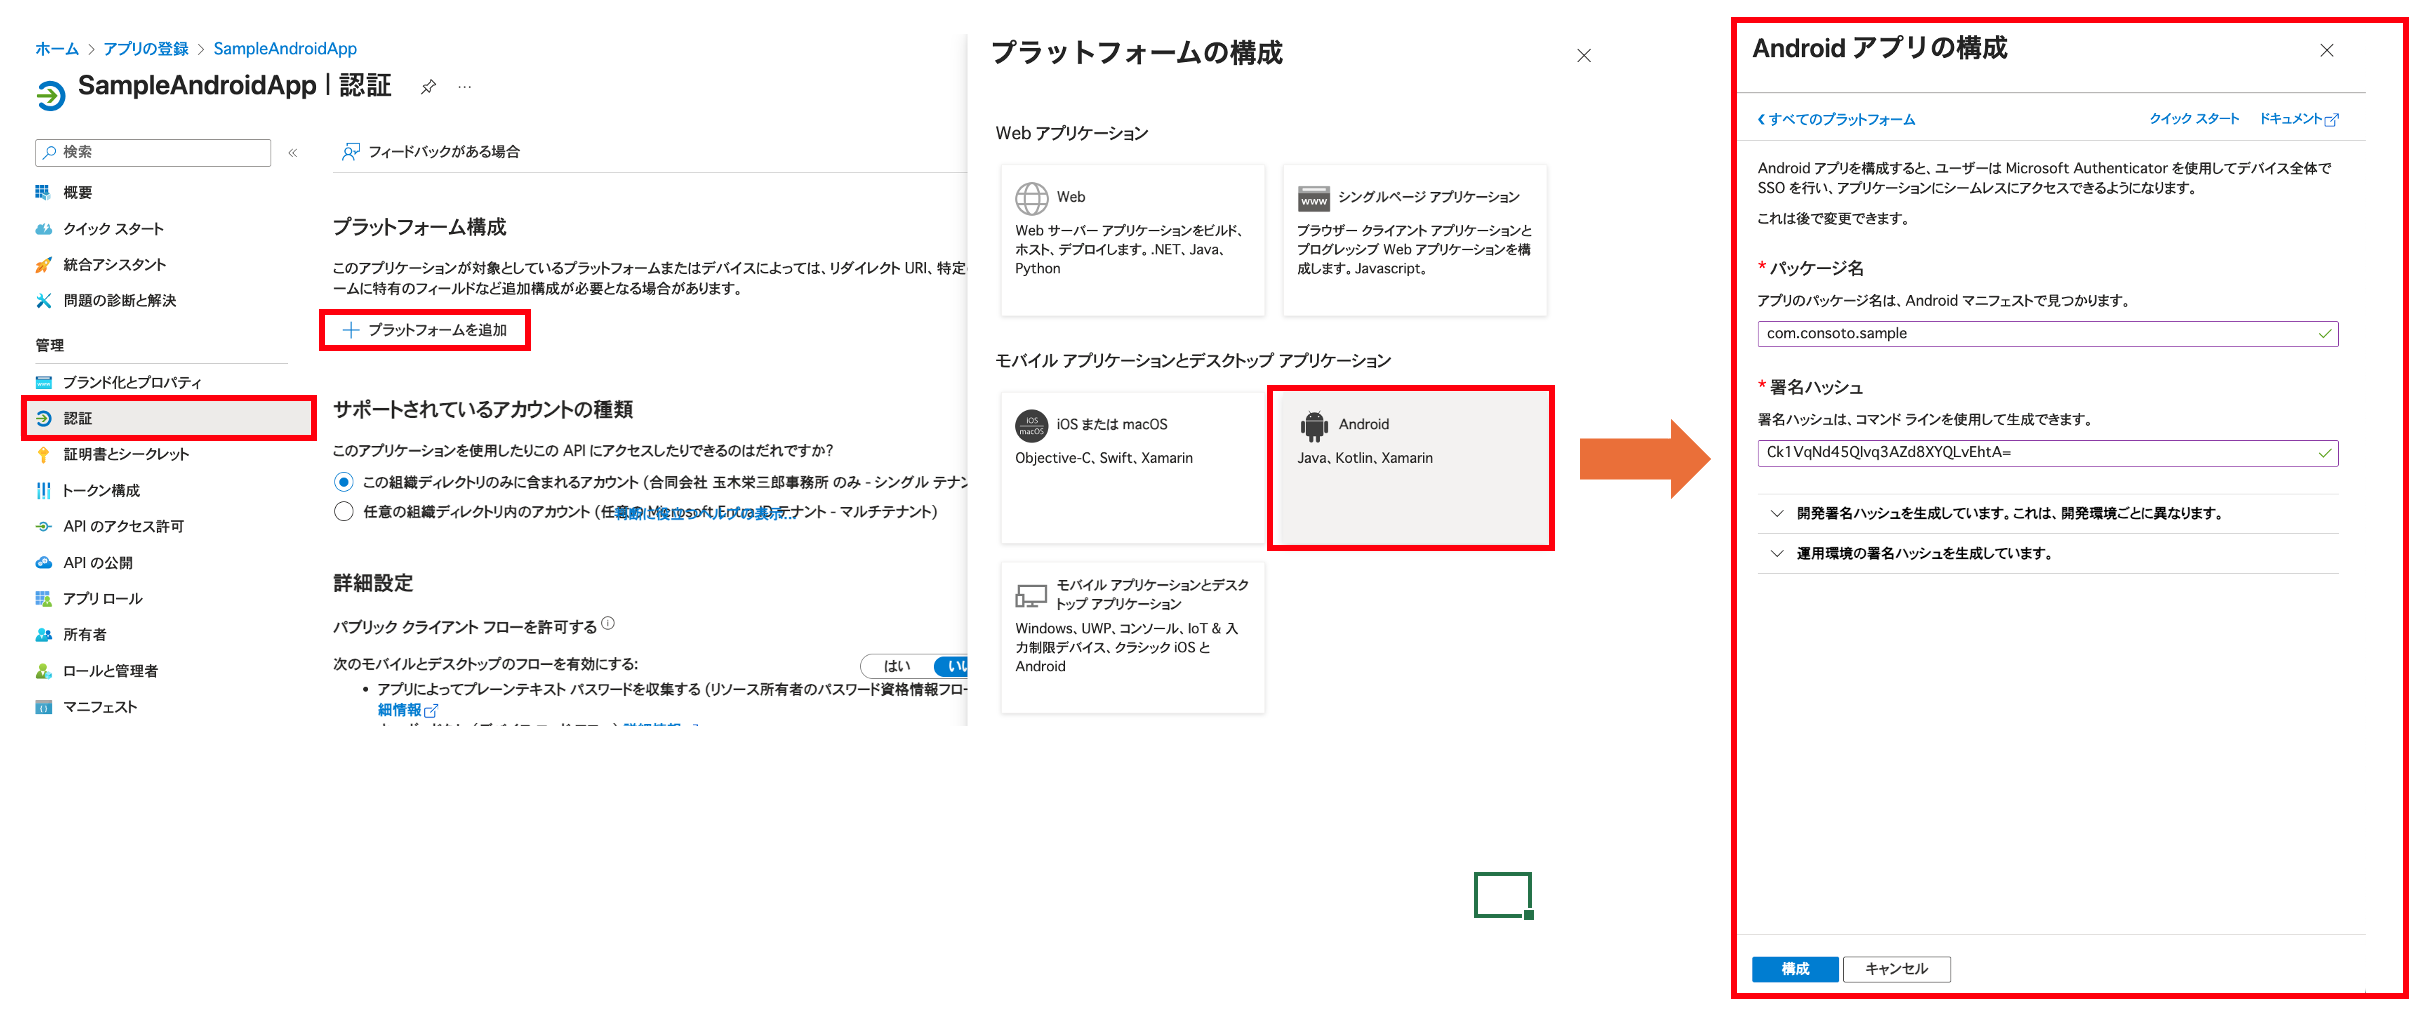 ホーム > アプリの登録 > SampleAndroidApp
SampleAndroidApp | 認証
検索
概要
クイック スタート
統合アシスタント
問題の診断と解決
管理
ブランド化とプロパティ
認証
証明書とシークレット
トークン構成
API のアクセス許可
API の公開
アプリ ロール
所有者
ロールと管理者
マニフェスト
フィードバックがある場合
プラットフォーム構成
このアプリケーションが対象としているプラットフォームまたはデバイスによっては、リダイレクト URI、特定
ームに特有のフィールドなど追加構成が必要となる場合があります。
プラットフォームを追加
サポートされているアカウントの種類
このアプリケーションを使用したりこの API にアクセスしたりできるのはだれですか?
この組織ディレクトリのみに含まれるアカウント (合同会社 玉木栄三郎事務所 のみ - シングル テナン
任意の組織ディレクトリ内のアカウント (任意の Microsoft Entra ID テナント - マルチテナント)
判断に役立つヘルプの表示...
詳細設定
パブリック クライアント フローを許可する
次のモバイルとデスクトップのフローを有効にする:
はい
いい
• アプリによってプレーンテキスト パスワードを収集する (リソース所有者のパスワード資格情報フロー
細情報
プラットフォームの構成
Web アプリケーション
Web
Web サーバー アプリケーションをビルド、
ホスト、デプロイします。.NET、Java、
Python
www
シングルページ アプリケーション
ブラウザー クライアント アプリケーションと
プログレッシブ Web アプリケーションを構
成します。Javascript。
モバイル アプリケーションとデスクトップ アプリケーション
iOS
macOS
iOS または macOS
Objective-C、Swift、Xamarin
Android
Java、Kotlin、Xamarin
モバイル アプリケーションとデスク
トップ アプリケーション
Windows、UWP、コンソール、IoT & 入
力制限デバイス、クラシック iOS と
Android
Android アプリの構成
すべてのプラットフォーム
クイック スタート
ドキュメント
Android アプリを構成すると、ユーザーは Microsoft Authenticator を使用してデバイス全体で
SSO を行い、アプリケーションにシームレスにアクセスできるようになります。
これは後で変更できます。
* パッケージ名
アプリのパッケージ名は、Android マニフェストで見つかります。
com.consoto.sample
* 署名ハッシュ
署名ハッシュは、コマンド ラインを使用して生成できます。
Ck1VqNd45QIvq3AZd8XYQLvEhtA=
開発署名ハッシュを生成しています。これは、開発環境ごとに異なります。
運用環境の署名ハッシュを生成しています。
構成
キャンセル